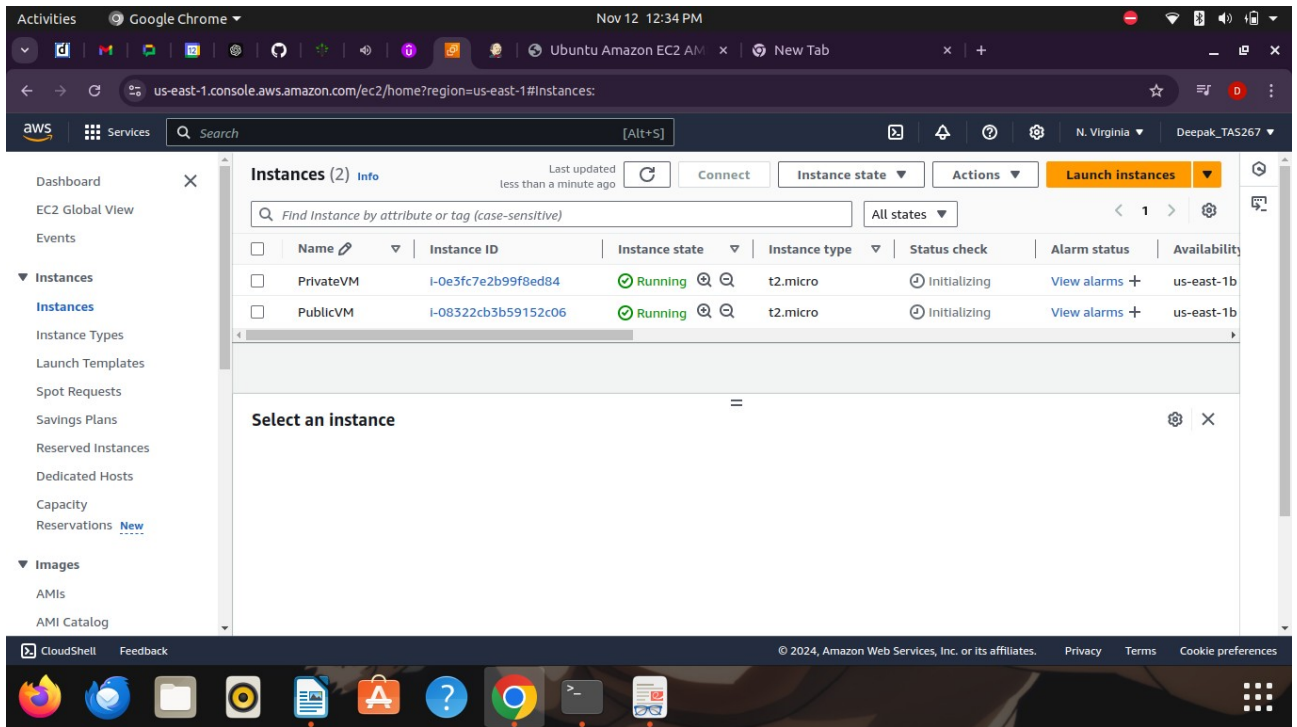 Activities Google Chrome Nov 12 12:34 PM
Ubuntu Amazon EC2 AM New Tab
us-east-1.console.aws.amazon.com/ec2/home?region=us-east-1#Instances: D
aws Services Search [Alt+S] N. Virginia Deepak_TAS267
Dashboard
EC2 Global View
Events
Instances
Instances
Instance Types
Launch Templates
Spot Requests
Savings Plans
Reserved Instances
Dedicated Hosts
Capacity
Reservations New
Images
AMIs
AMI Catalog
Instances (2) Info
Last updated
less than a minute ago
Connect Instance state Actions Launch instances
Find Instance by attribute or tag (case-sensitive) All states 1
Name Instance ID Instance state Instance type Status check Alarm status Availability
PrivateVM i-0e3fc7e2b99f8ed84 Running t2.micro Initializing View alarms + us-east-1b
PublicVM i-08322cb3b59152c06 Running t2.micro Initializing View alarms + us-east-1b
Select an instance
CloudShell Feedback © 2024, Amazon Web Services, Inc. or its affiliates. Privacy Terms Cookie preferences